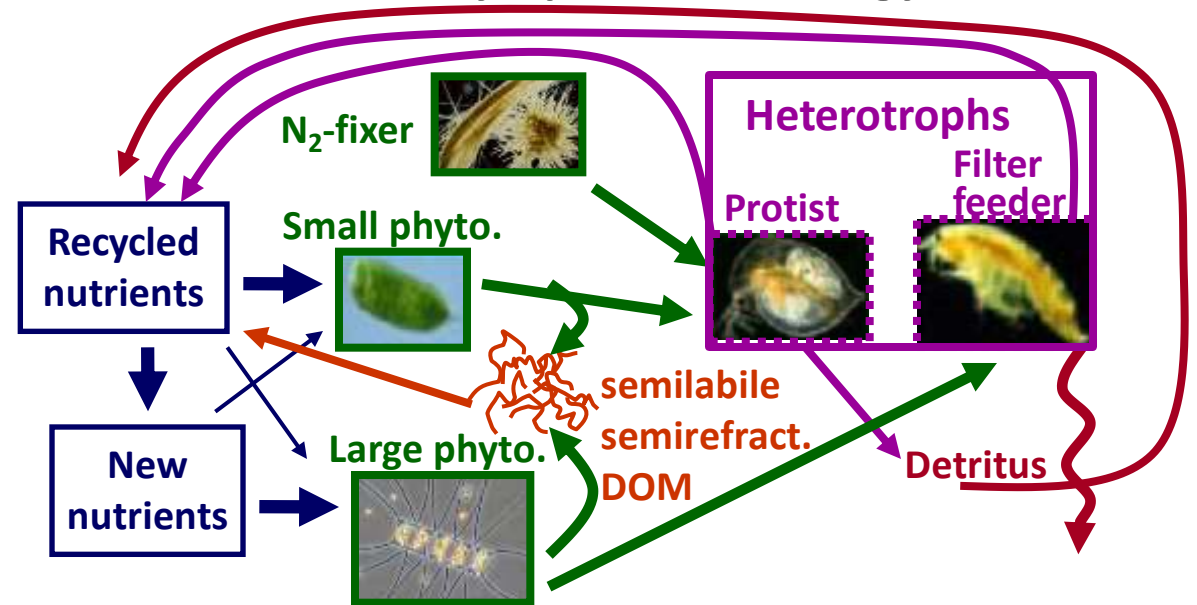 N₂-fixer
Heterotrophs
Filter
feeder
Protist
Small phyto.
Recycled
nutrients
semilabile
semirefract.
DOM
Large phyto.
New
nutrients
Detritus